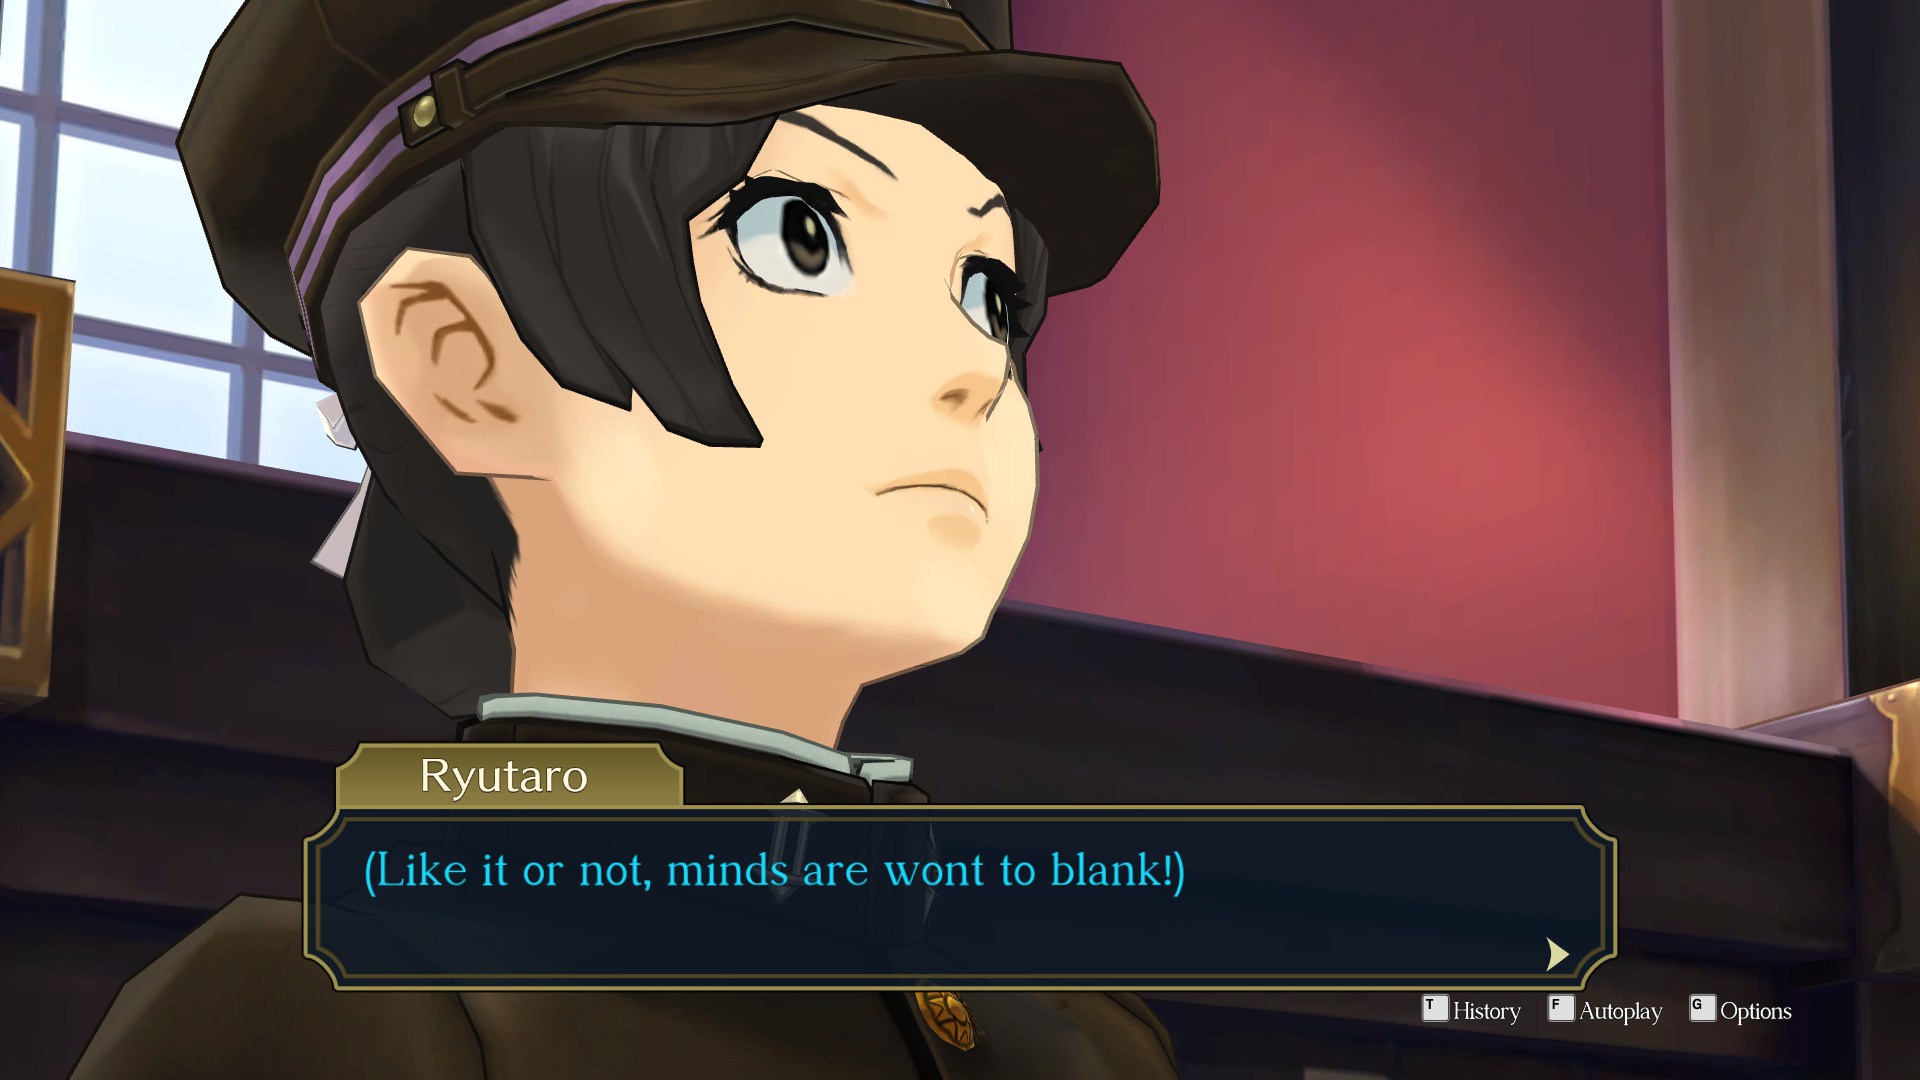 Ryutaro
(Like it or not, minds are wont to blank!)
T History F Autoplay G Options